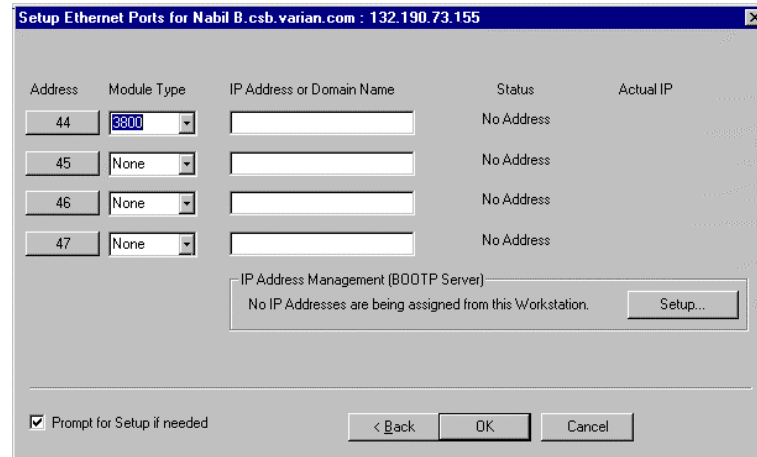 Setup Ethernet Ports for Nabil B.csb.varian.com : 132.190.73.155
Address Module Type IP Address or Domain Name Status Actual IP
44 3800 No Address
45 None No Address
46 None No Address
47 None No Address
IP Address Management (BOOTP Server)
No IP Addresses are being assigned from this Workstation. Setup...
Prompt for Setup if needed < Back OK Cancel